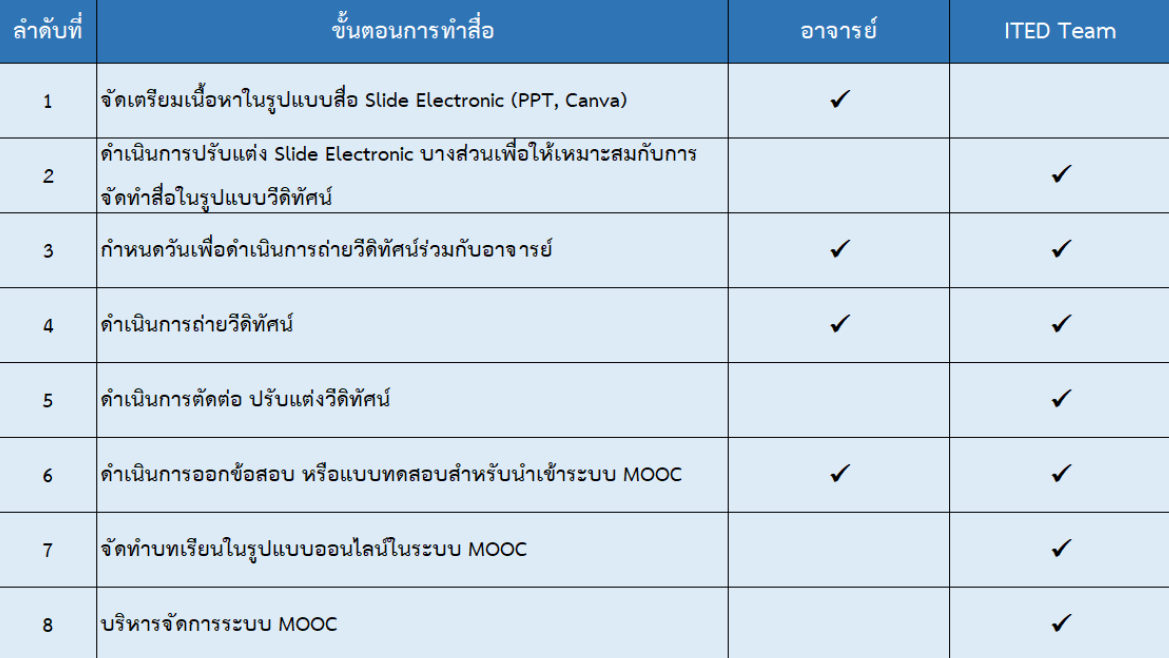 ลำดับที่ ขั้นตอนการทำสื่อ อาจารย์ ITED Team
1 จัดเตรียมเนื้อหาในรูปแบบสื่อ Slide Electronic (PPT, Canva) ✓
2 ดำเนินการปรับแต่ง Slide Electronic บางส่วนเพื่อให้เหมาะสมกับการ
จัดทำสื่อในรูปแบบวีดิทัศน์ ✓
3 กำหนดวันเพื่อดำเนินการถ่ายวีดิทัศน์ร่วมกับอาจารย์ ✓ ✓
4 ดำเนินการถ่ายวีดิทัศน์ ✓ ✓
5 ดำเนินการตัดต่อ ปรับแต่งวีดิทัศน์ ✓
6 ดำเนินการออกข้อสอบ หรือแบบทดสอบสำหรับนำเข้าระบบ MOOC ✓ ✓
7 จัดทำบทเรียนในรูปแบบออนไลน์ในระบบ MOOC ✓
8 บริหารจัดการระบบ MOOC ✓